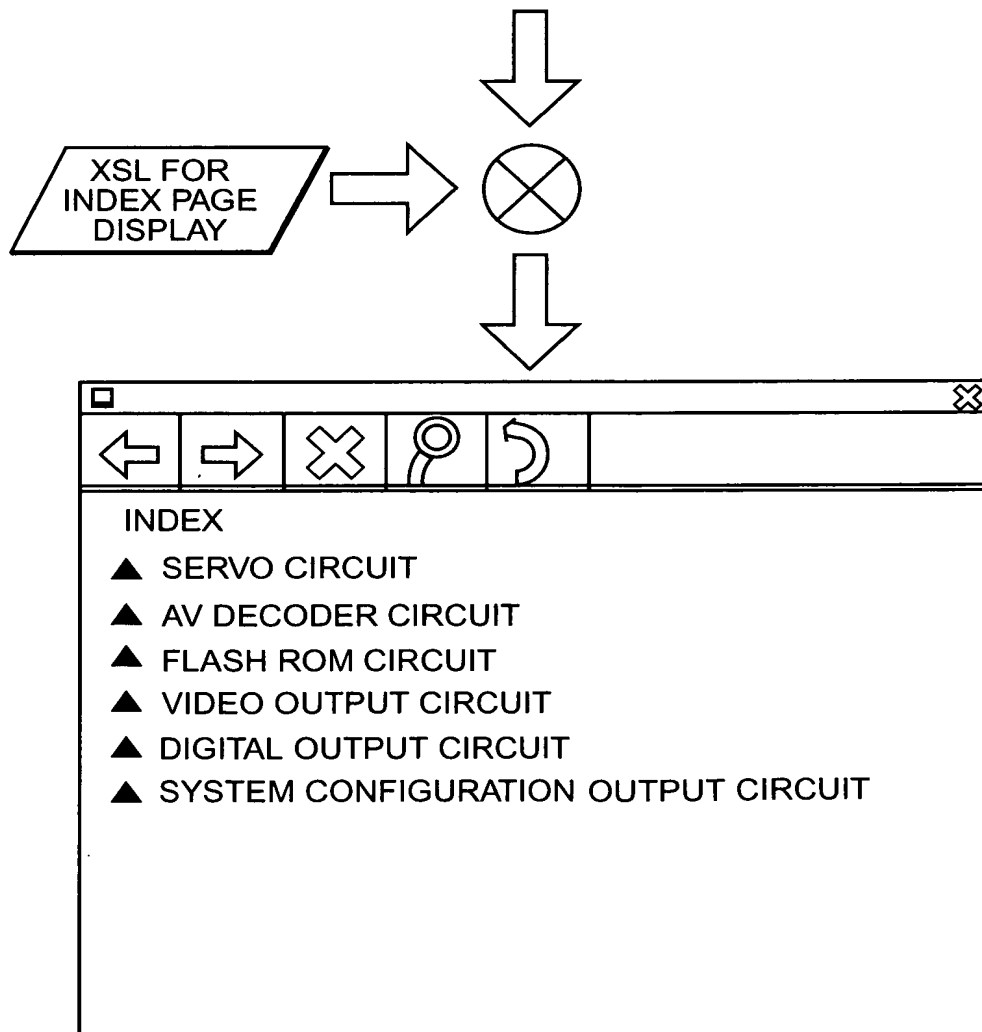 XSL FOR
INDEX PAGE
DISPLAY
INDEX
▲ SERVO CIRCUIT
▲ AV DECODER CIRCUIT
▲ FLASH ROM CIRCUIT
▲ VIDEO OUTPUT CIRCUIT
▲ DIGITAL OUTPUT CIRCUIT
▲ SYSTEM CONFIGURATION OUTPUT CIRCUIT